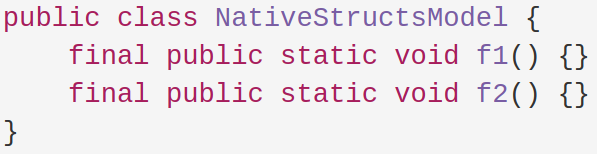 public class NativeStructsModel {
    final public static void f1() {}
    final public static void f2() {}
}